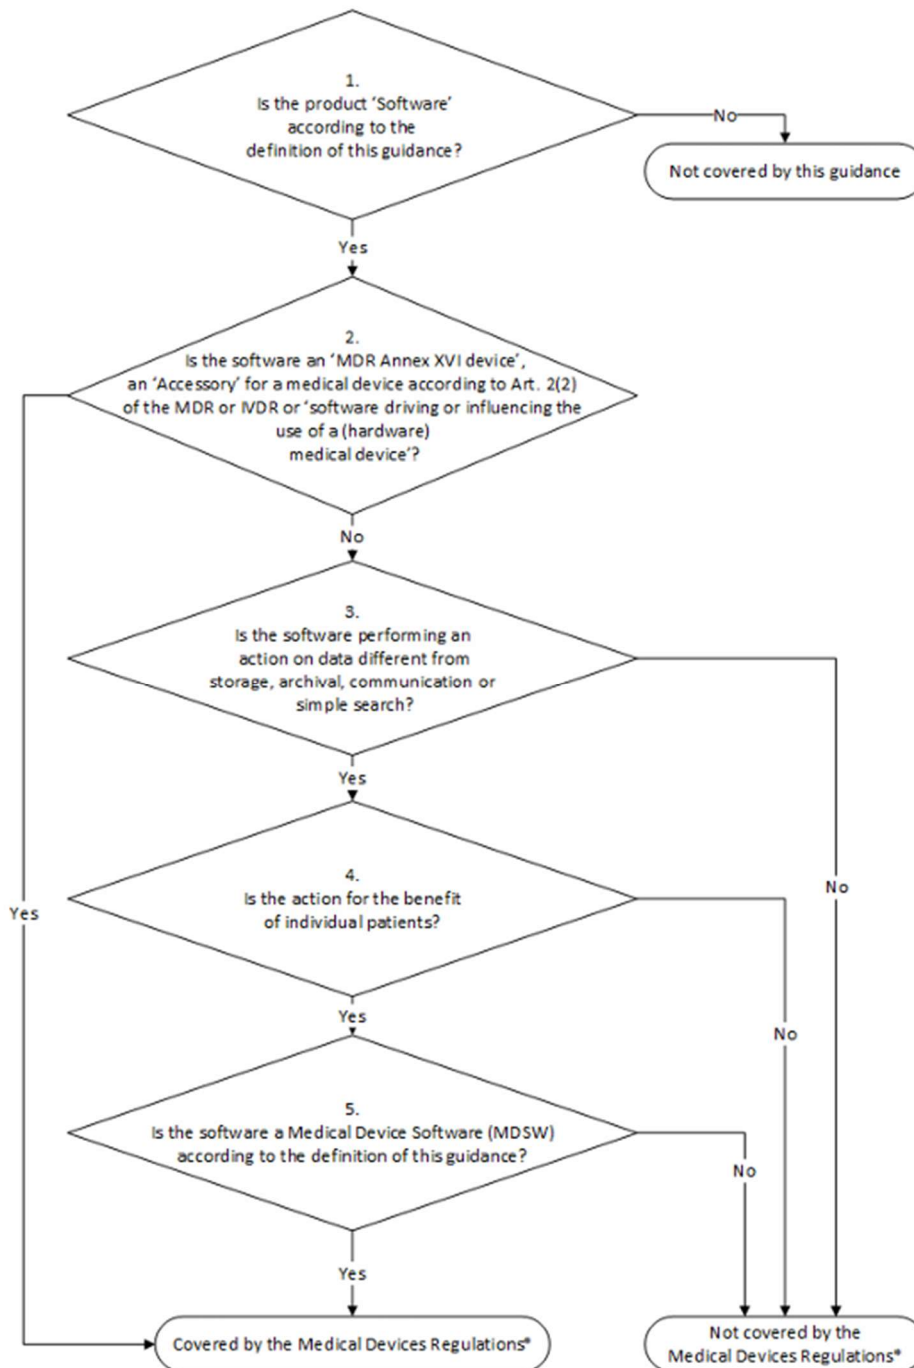 1.
Is the product ‘Software’
according to the
definition of this guidance?
No
Not covered by this guidance
Yes
2.
Is the software an ‘MDR Annex XVI device’,
an ‘Accessory’ for a medical device according to Art. 2(2)
of the MDR or IVDR or ‘software driving or influencing the
use of a (hardware)
medical device’?
No
3.
Is the software performing an
action on data different from
storage, archival, communication or
simple search?
Yes
4.
Is the action for the benefit
of individual patients?
No
Yes
Yes
No
5.
Is the software a Medical Device Software (MDSW)
according to the definition of this guidance?
No
Yes
Covered by the Medical Devices Regulations*
Not covered by the
Medical Devices Regulations*